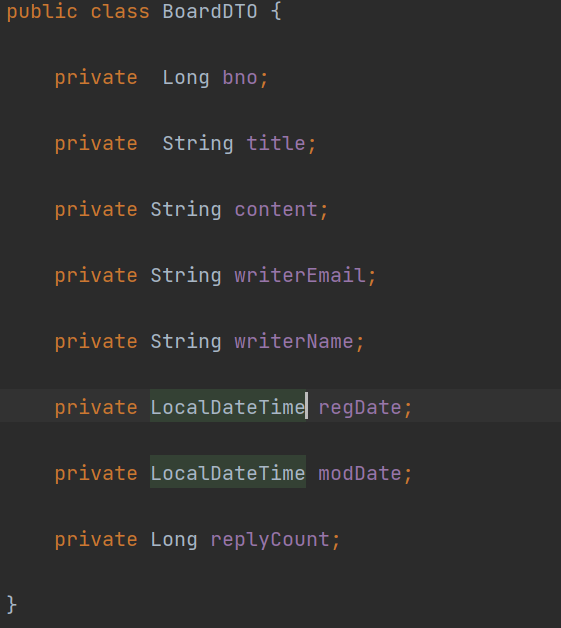 public class BoardDTO {
private  Long bno;
private  String title;
private String content;
private String writerEmail;
private String writerName;
private LocalDateTime regDate;
private LocalDateTime modDate;
private Long replyCount;
}